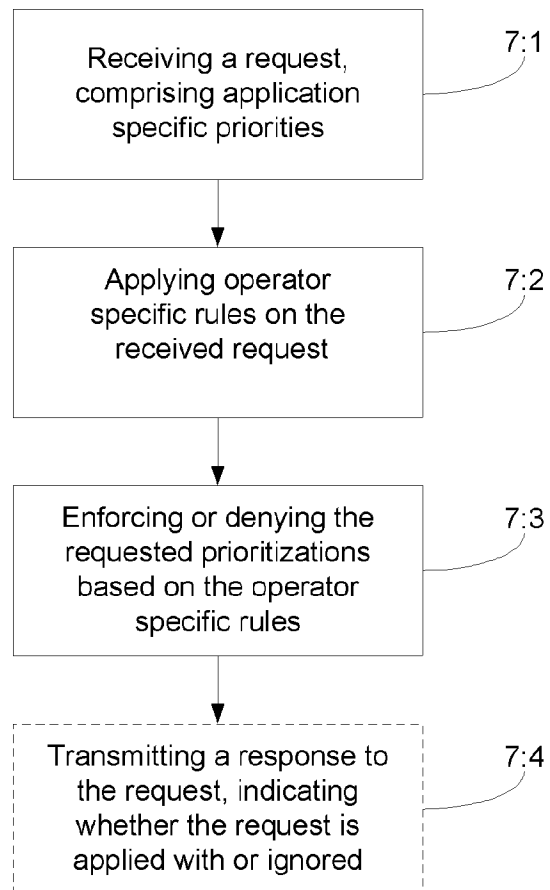 Receiving a request,
comprising application
specific priorities
7:1
Applying operator
specific rules on the
received request
7:2
Enforcing or denying the
requested prioritizations
based on the operator
specific rules
7:3
Transmitting a response to
the request, indicating
whether the request is
applied with or ignored
7:4